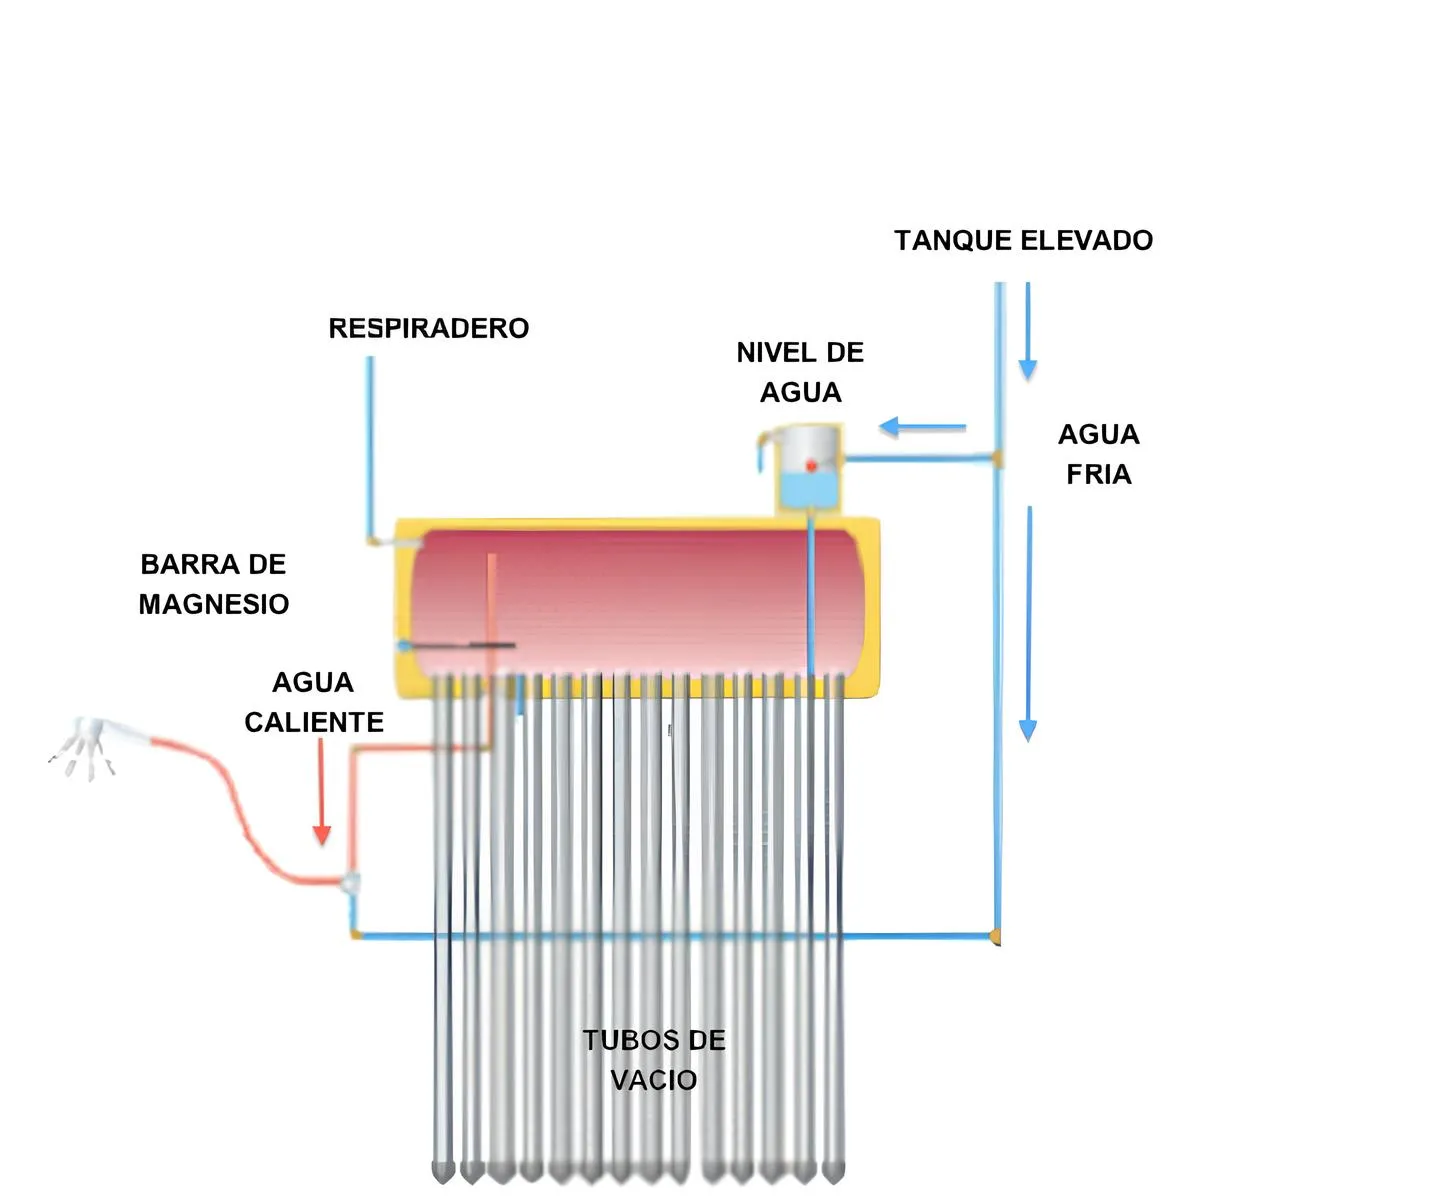 TANQUE ELEVADO
RESPIRADERO
NIVEL DE
AGUA
AGUA
FRIA
BARRA DE
MAGNESIO
AGUA
CALIENTE
TUBOS DE
VACIO